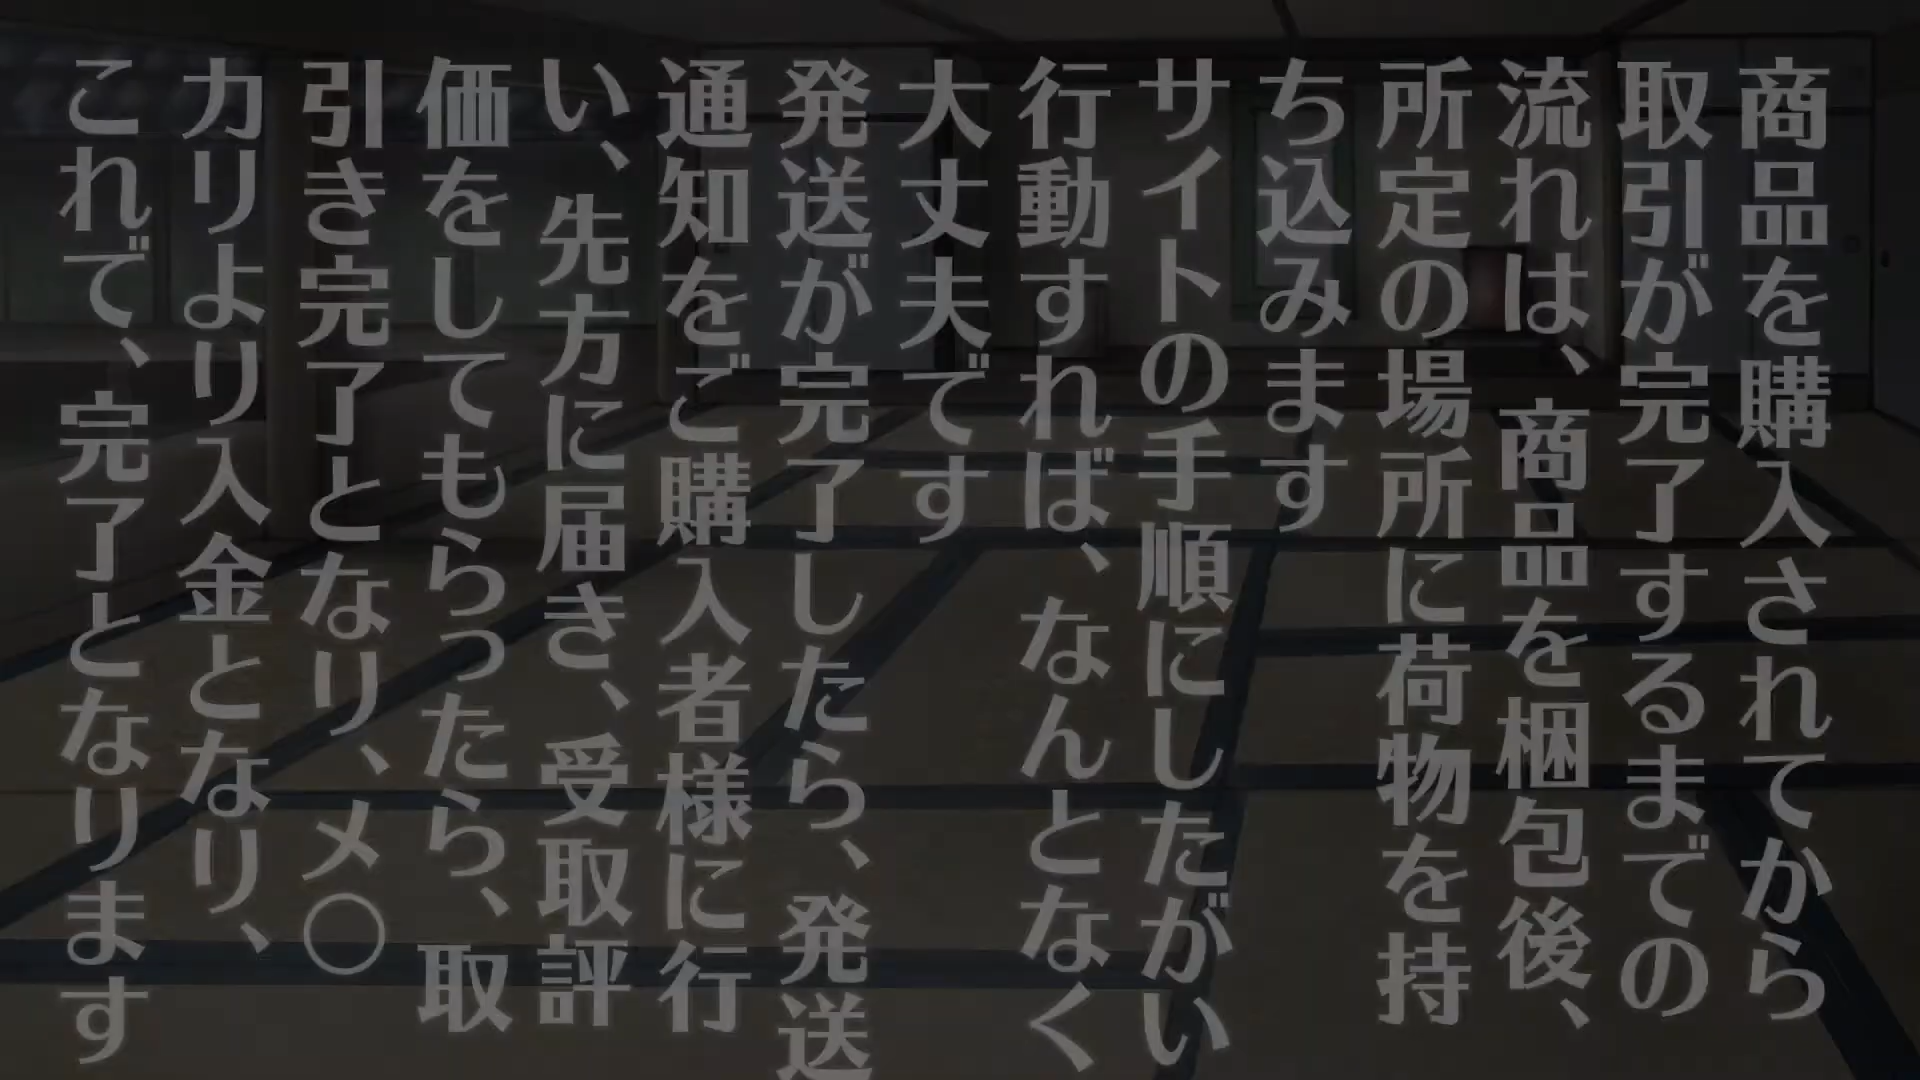 商品を購入されてから
取引が完了するまでの
流れは、商品を梱包後、
所定の場所に荷物を持
ち込みます
サイトの手順にしたがい
行動すれば、なんとなく
大丈夫です
発送が完了したら、発送
通知をご購入者様に行
い、先方に届き、受取評
価をしてもらったら、取
引き完了となり、メ〇
カリより入金となり、
これで、完了となります